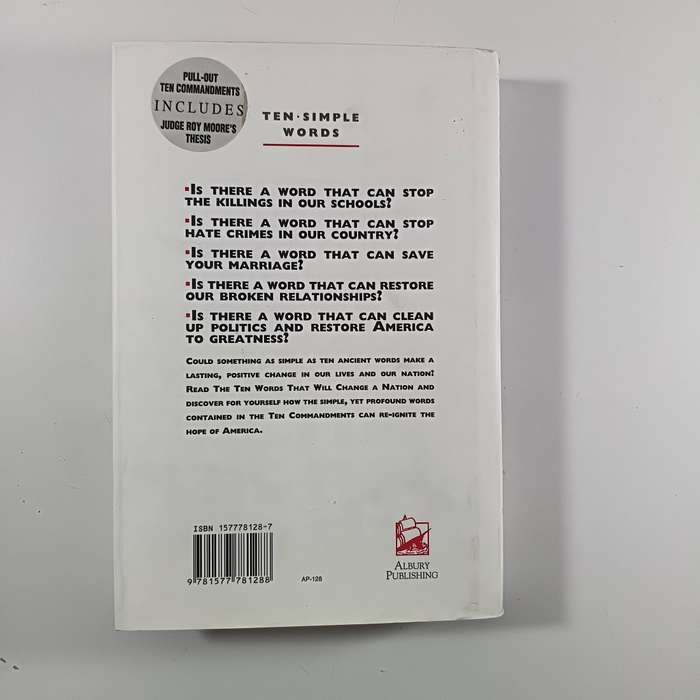 PULL-OUT
TEN COMMANDMENTS
INCLUDES
JUDGE ROY MOORE'S
THESIS
TEN·SIMPLE
WORDS
▪IS THERE A WORD THAT CAN STOP
THE KILLINGS IN OUR SCHOOLS?
▪IS THERE A WORD THAT CAN STOP
HATE CRIMES IN OUR COUNTRY?
▪IS THERE A WORD THAT CAN SAVE
YOUR MARRIAGE?
▪IS THERE A WORD THAT CAN RESTORE
OUR BROKEN RELATIONSHIPS?
▪IS THERE A WORD THAT CAN CLEAN
UP POLITICS AND RESTORE AMERICA
TO GREATNESS?
COULD SOMETHING AS SIMPLE AS TEN ANCIENT WORDS MAKE A
LASTING, POSITIVE CHANGE IN OUR LIVES AND OUR NATION?
READ THE TEN WORDS THAT WILL CHANGE A NATION AND
DISCOVER FOR YOURSELF HOW THE SIMPLE, YET PROFOUND WORDS
CONTAINED IN THE TEN COMMANDMENTS CAN RE-IGNITE THE
HOPE OF AMERICA.
ISBN 157778128-7
9 781577 781288
AP-128
ALBURY
PUBLISHING